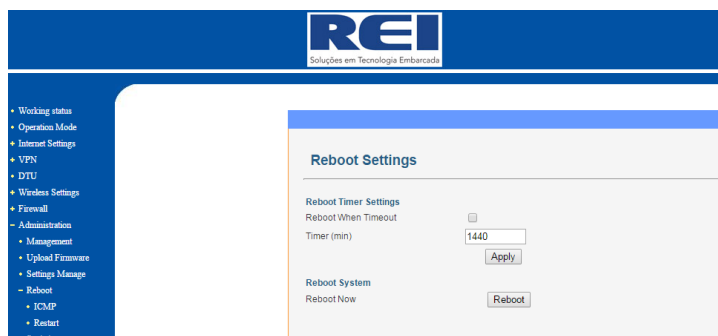 REI
Soluções em Tecnologia Embarcada
Working status
Operation Mode
Internet Settings
VPN
DTU
Wireless Settings
Firewall
Administration
Management
Upload Firmware
Settings Manage
Reboot
ICMP
Restart
Reboot Settings
Reboot Timer Settings
Reboot When Timeout
Timer (min) 1440
Apply
Reboot System
Reboot Now Reboot